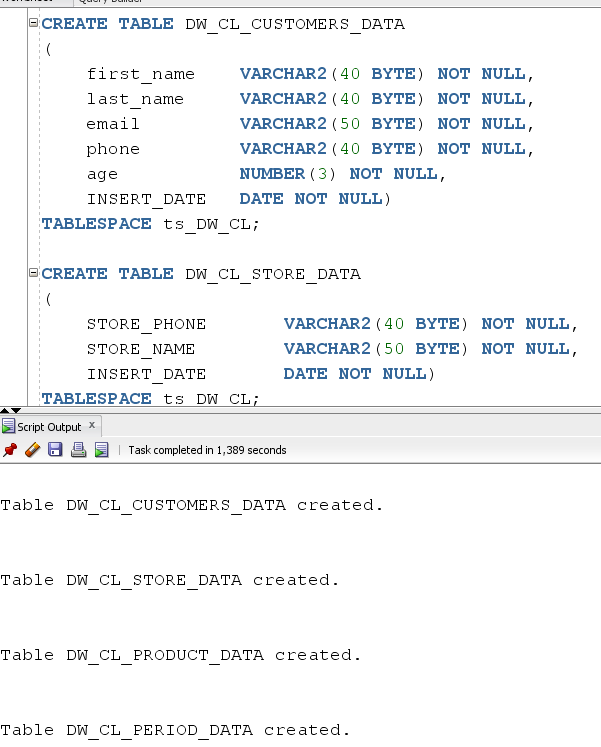 Query Builder
CREATE TABLE DW_CL_CUSTOMERS_DATA
(
first_name VARCHAR2(40 BYTE) NOT NULL,
last_name VARCHAR2(40 BYTE) NOT NULL,
email VARCHAR2(50 BYTE) NOT NULL,
phone VARCHAR2(40 BYTE) NOT NULL,
age NUMBER(3) NOT NULL,
INSERT_DATE DATE NOT NULL)
TABLESPACE ts_DW_CL;
CREATE TABLE DW_CL_STORE_DATA
(
STORE_PHONE VARCHAR2(40 BYTE) NOT NULL,
STORE_NAME VARCHAR2(50 BYTE) NOT NULL,
INSERT_DATE DATE NOT NULL)
TABLESPACE ts_DW_CL;
Script Output x
Task completed in 1,389 seconds
Table DW_CL_CUSTOMERS_DATA created.
Table DW_CL_STORE_DATA created.
Table DW_CL_PRODUCT_DATA created.
Table DW_CL_PERIOD_DATA created.